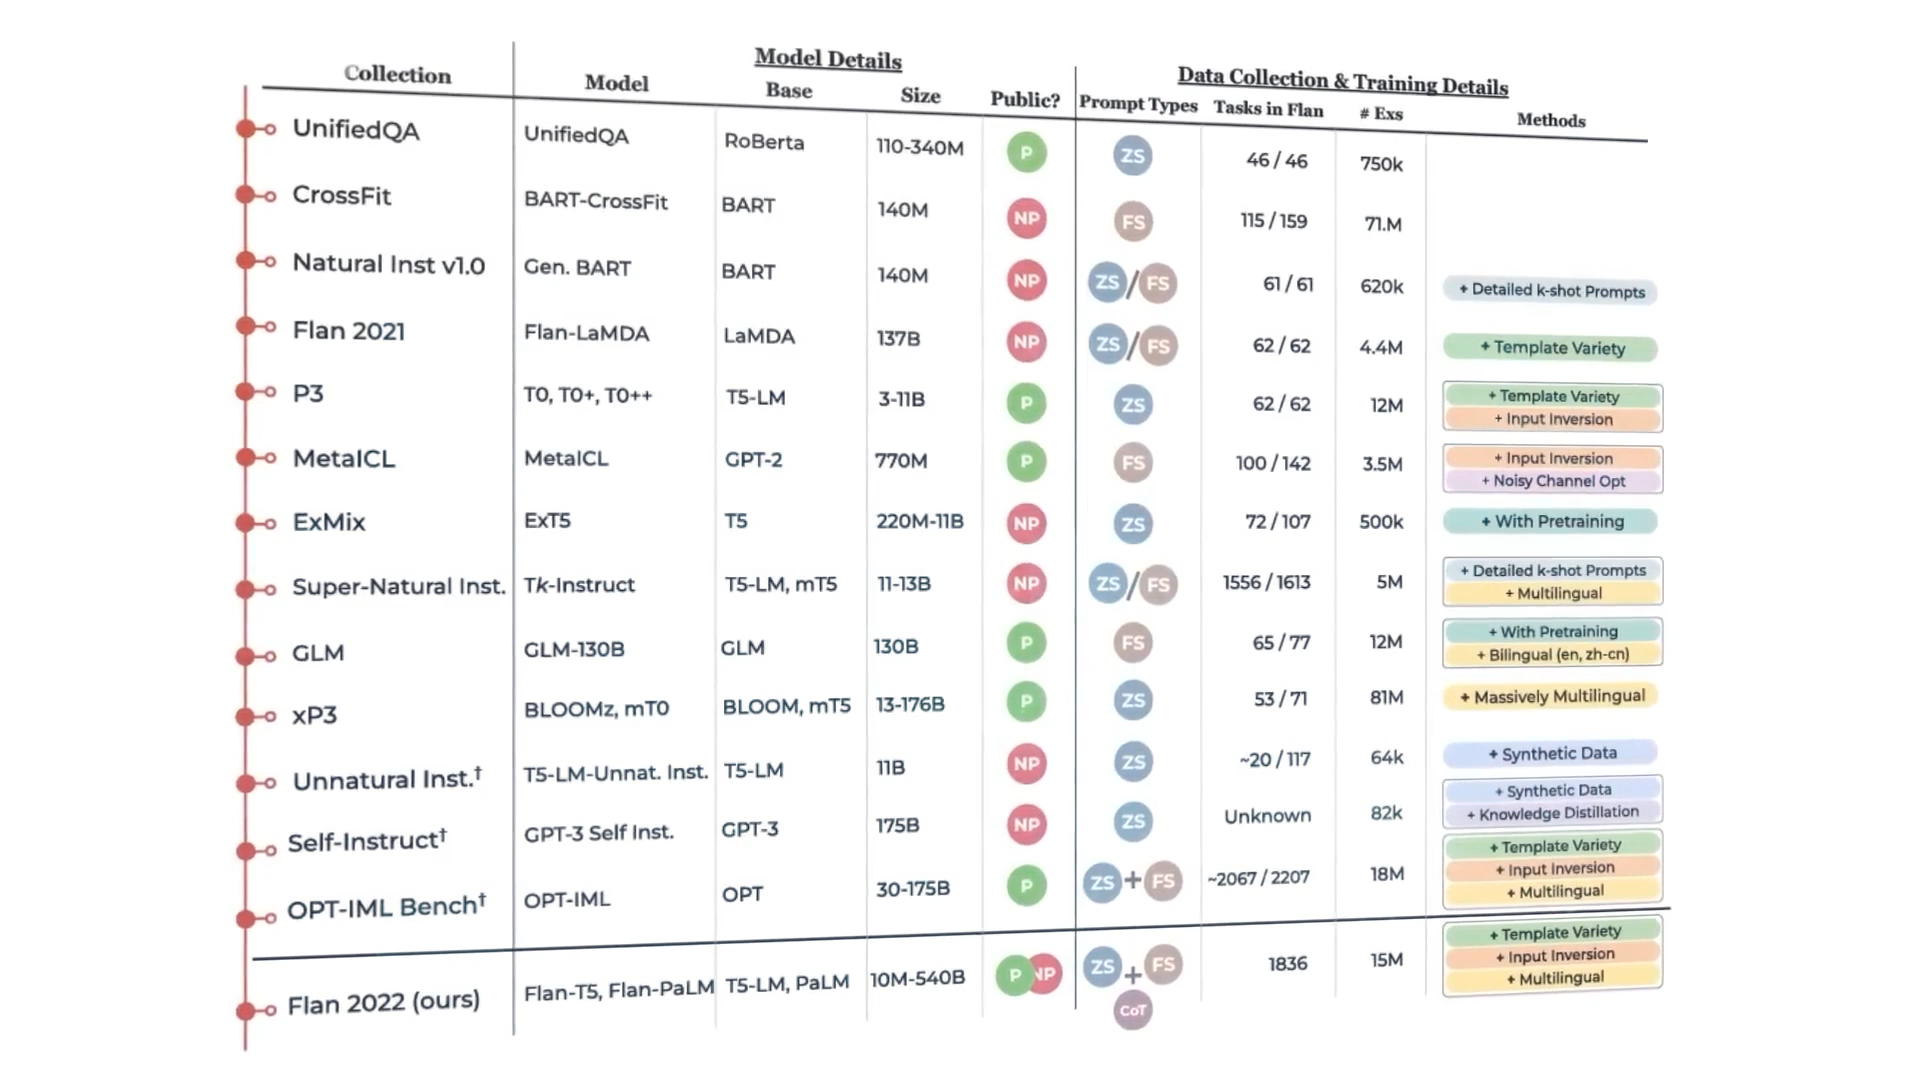 Model Details
Data Collection & Training Details
Collection Model Base Size Public? Prompt Types Tasks in Flan # Exs Methods
UnifiedQA UnifiedQA RoBerta 110-340M P ZS 46 / 46 750k
CrossFit BART-CrossFit BART 140M NP FS 115 / 159 71.M
Natural Inst v1.0 Gen. BART BART 140M NP ZS / FS 61 / 61 620k + Detailed k-shot Prompts
Flan 2021 Flan-LaMDA LaMDA 137B NP ZS / FS 62 / 62 4.4M + Template Variety
P3 T0, T0+, T0++ T5-LM 3-11B P ZS 62 / 62 12M + Template Variety
+ Input Inversion
MetaICL MetaICL GPT-2 770M P FS 100 / 142 3.5M + Input Inversion
+ Noisy Channel Opt
ExMix ExT5 T5 220M-11B NP ZS 72 / 107 500k + With Pretraining
Super-Natural Inst. Tk-Instruct T5-LM, mT5 11-13B NP ZS / FS 1556 / 1613 5M + Detailed k-shot Prompts
+ Multilingual
GLM GLM-130B GLM 130B P FS 65 / 77 12M + With Pretraining
+ Bilingual (en, zh-cn)
xP3 BLOOMz, mT0 BLOOM, mT5 13-176B P ZS 53 / 71 81M + Massively Multilingual
Unnatural Inst.† T5-LM-Unnat. Inst. T5-LM 11B NP ZS ~20 / 117 64k + Synthetic Data
Self-Instruct† GPT-3 Self Inst. GPT-3 175B NP ZS Unknown 82k + Synthetic Data
+ Knowledge Distillation
OPT-IML Bench† OPT-IML OPT 30-175B P ZS + FS ~2067 / 2207 18M + Template Variety
+ Input Inversion
+ Multilingual
Flan 2022 (ours) Flan-T5, Flan-PaLM T5-LM, PaLM 10M-540B P NP ZS + FS 1836 15M + Template Variety
CoT + Input Inversion
+ Multilingual